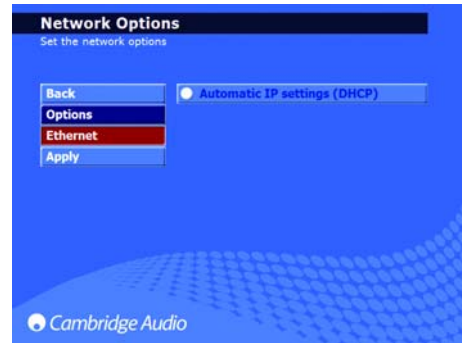 Network Options
Set the network options
Back
Automatic IP settings (DHCP)
Options
Ethernet
Apply
Cambridge Audio